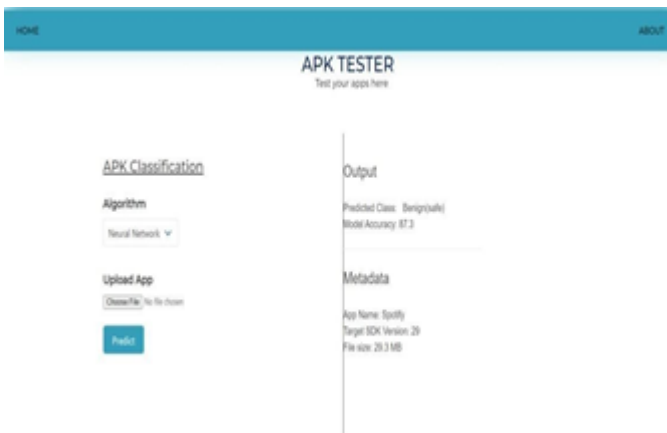 HOME
ABOUT
APK TESTER
Test your apps here
APK Classification
Algorithm
Neural Network
Upload App
Choose File No file chosen
Predict
Output
Predicted Class: Benign(safe)
Model Accuracy: 87.3
Metadata
App Name: Spotify
Target SDK Version: 29
File size: 29.3 MB